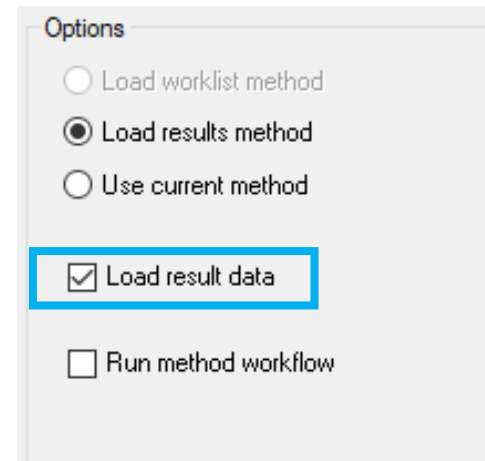 Options
Load worklist method
Load results method
Use current method
Load result data
Run method workflow